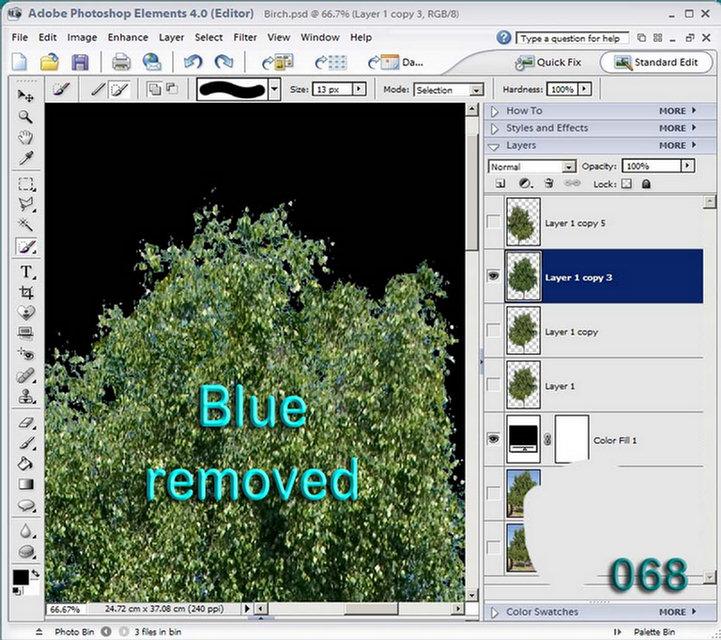 Adobe Photoshop Elements 4.0 (Editor) Birch.psd @ 66.7% (Layer 1 copy 3, RGB/8)
File Edit Image Enhance Layer Select Filter View Window Help Type a question for help
Da... Quick Fix Standard Edit
Size: 13 px Mode: Selection Hardness: 100%
How To MORE
Styles and Effects MORE
Layers MORE
Normal Opacity: 100%
Lock:
Layer 1 copy 5
Layer 1 copy 3
Layer 1 copy
Layer 1
Color Fill 1
Blue
removed
068
66.67% 24.72 cm x 37.08 cm (240 ppi)
Color Swatches MORE
Photo Bin 3 files in bin Palette Bin